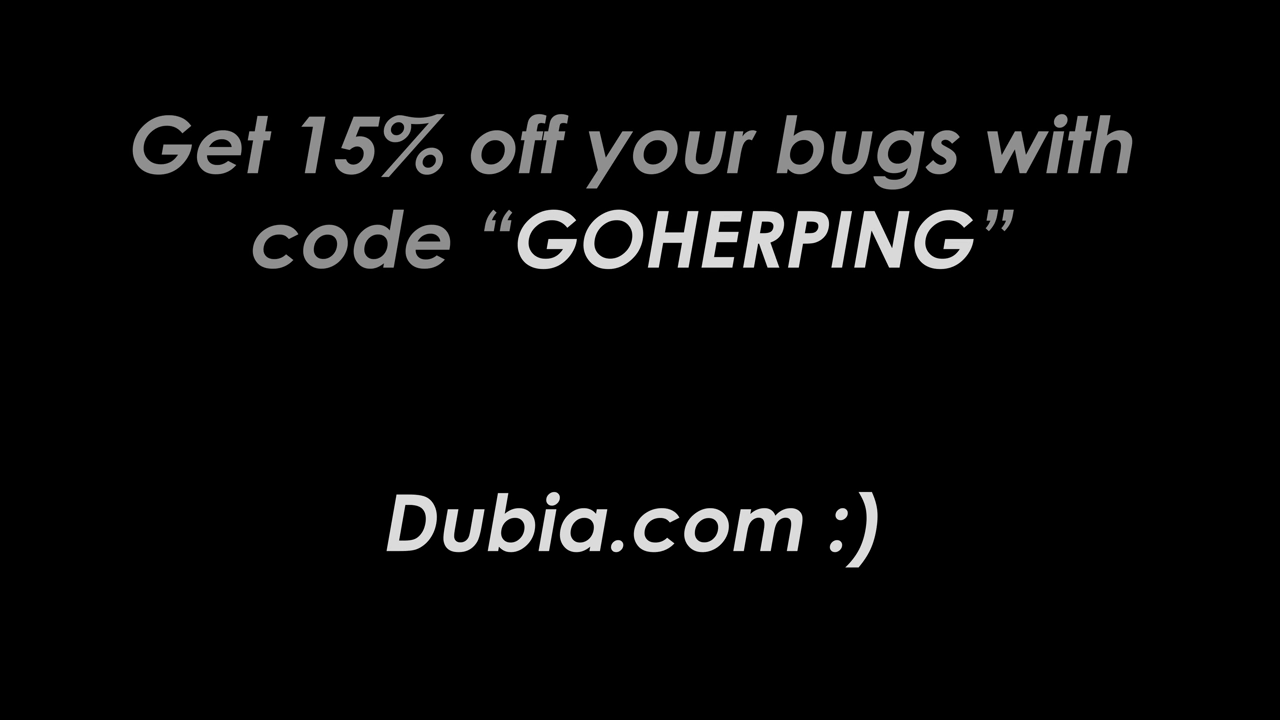 Get 15% off your bugs with
code “GOHERPING”
Dubia.com :)